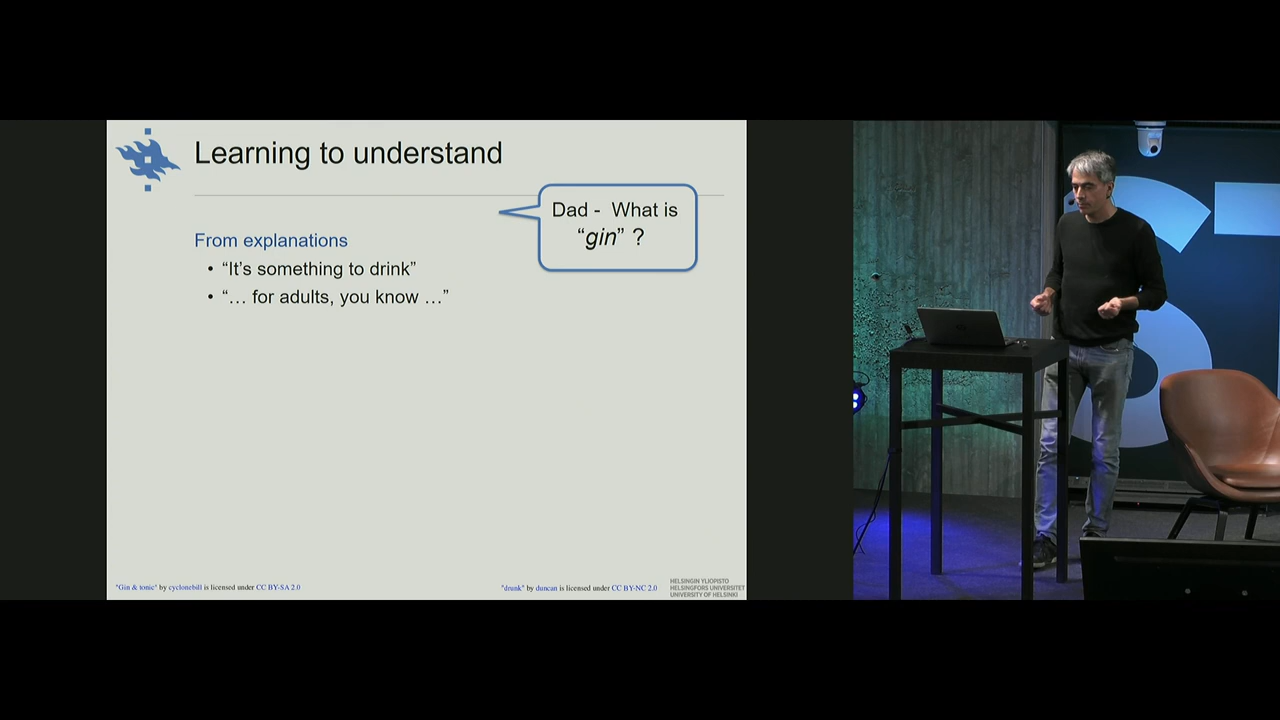 Learning to understand
Dad - What is
“gin” ?
From explanations
• “It’s something to drink”
• “… for adults, you know …”
"Gin & tonic" by cyclonebill is licensed under CC BY-SA 2.0
"drunk" by duncan is licensed under CC BY-NC 2.0
HELSINGIN YLIOPISTO
HELSINGFORS UNIVERSITET
UNIVERSITY OF HELSINKI